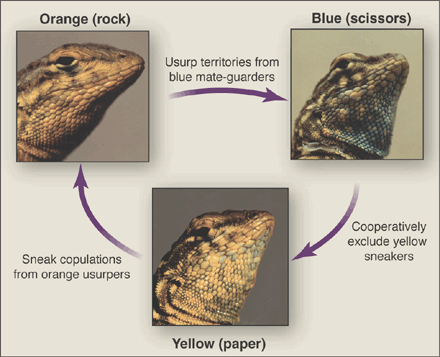 Orange (rock)
Blue (scissors)
Usurp territories from
blue mate-guarders
Cooperatively
exclude yellow
sneakers
Sneak copulations
from orange usurpers
Yellow (paper)